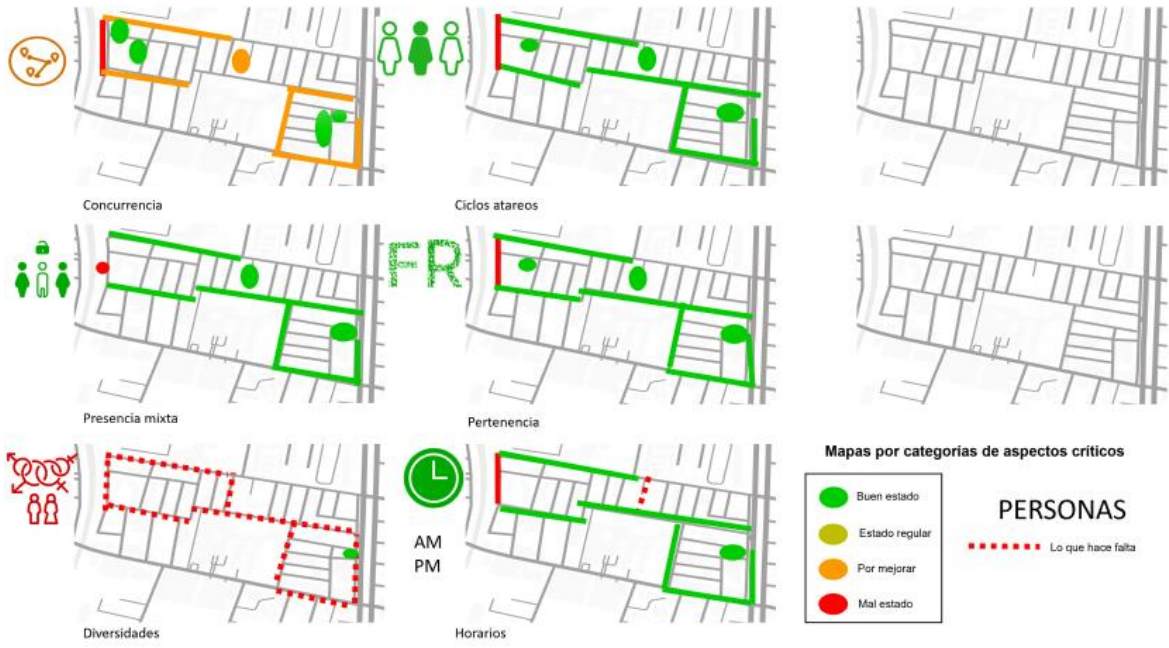 Concurrencia
Ciclos atareos
Presencia mixta
FR
Pertenencia
Diversidades
AM
PM
Horarios
Mapas por categorías de aspectos críticos
Buen estado
Estado regular
Por mejorar
Mal estado
PERSONAS
Lo que hace falta